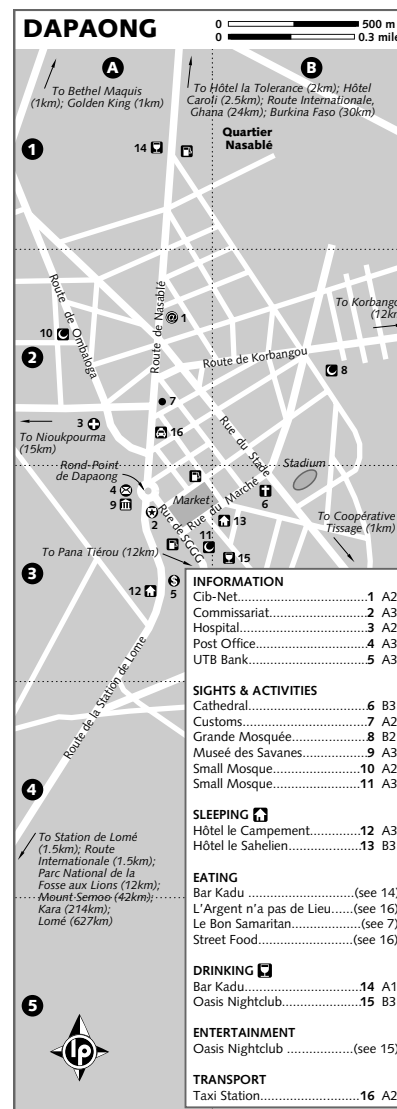 DAPAONG
0 500 m
0 0.3 mile
A
B
To Bethel Maquis
(1km); Golden King (1km)
To Hôtel la Tolerance (2km); Hôtel
Caroli (2.5km); Route Internationale,
Ghana (24km); Burkina Faso (30km)
Quartier
Nasablé
1
14
Route de Ombaloga
Route de Nasablé
1
To Korbango
(12km
10
2
Route de Korbangou
8
7
3
16
To Nioukpourma
(15km)
Rue du Stade
Rond-Point
de Dapaong
Stadium
4
Market
Rue du Marché
6
9
2
Rue de SGGG
13
To Coopérative
Tissage (1km)
11
To Pana Tiérou (12km)
15
3
12
5
Route de la Station de Lome
4
To Station de Lomé
(1.5km); Route
Internationale (1.5km);
Parc National de la
Fosse aux Lions (12km);
Mount Semoo (42km);
Kara (214km);
Lomé (627km)
5
lp
INFORMATION
Cib-Net..........................1 A2
Commissariat..................2 A3
Hospital..........................3 A2
Post Office......................4 A3
UTB Bank.......................5 A3
SIGHTS & ACTIVITIES
Cathedral........................6 B3
Customs.........................7 A2
Grande Mosquée............8 B2
Museé des Savanes.........9 A3
Small Mosque................10 A2
Small Mosque................11 A3
SLEEPING
Hôtel le Campement.......12 A3
Hôtel le Sahelien............13 B3
EATING
Bar Kadu ....................(see 14)
L'Argent n'a pas de Lieu.....(see 16)
Le Bon Samaritan............(see 7)
Street Food...................(see 16)
DRINKING
Bar Kadu......................14 A1
Oasis Nightclub..............15 B3
ENTERTAINMENT
Oasis Nightclub .............(see 15)
TRANSPORT
Taxi Station...................16 A2